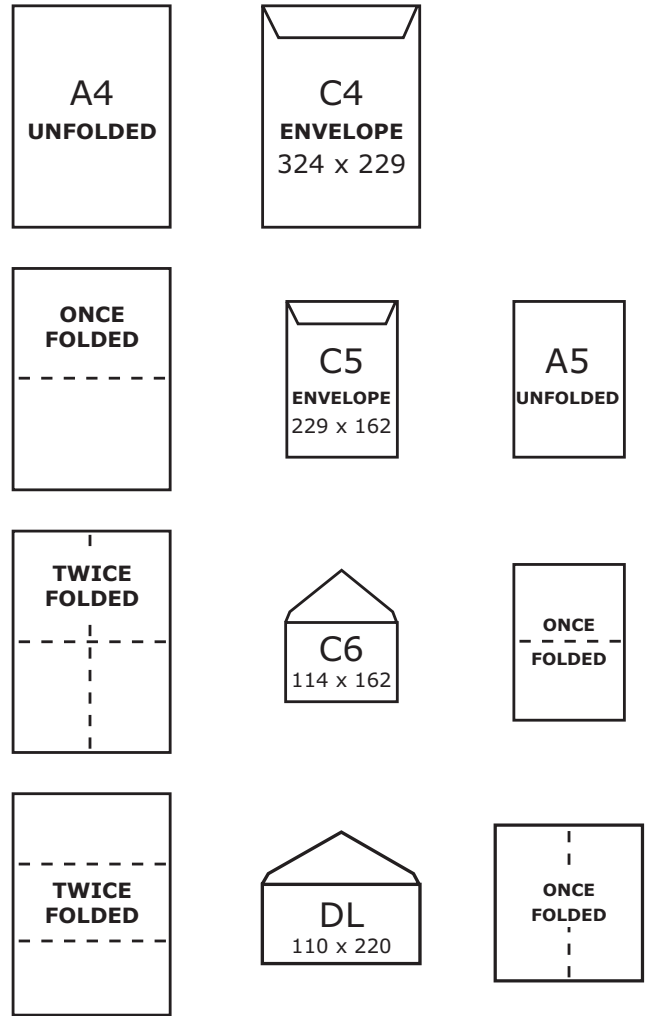 A4
UNFOLDED
C4
ENVELOPE
324 x 229
ONCE
FOLDED
C5
ENVELOPE
229 x 162
A5
UNFOLDED
TWICE
FOLDED
C6
114 x 162
ONCE
FOLDED
TWICE
FOLDED
DL
110 x 220
ONCE
FOLDED